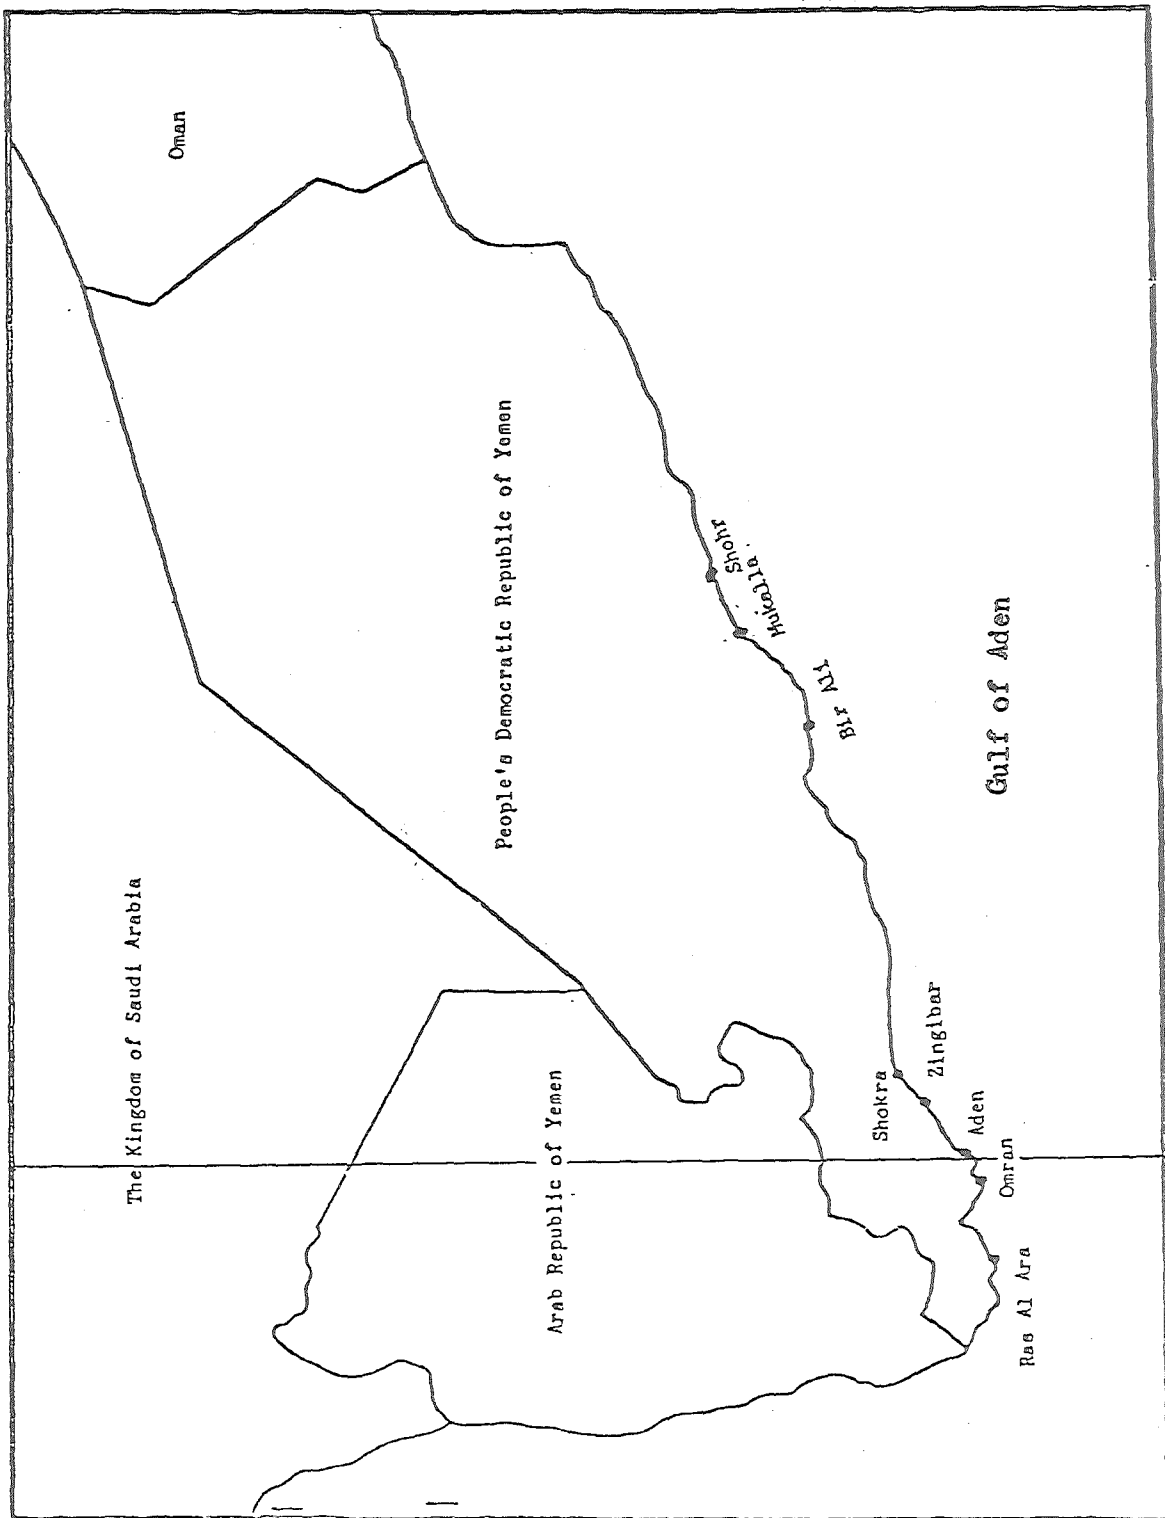 Oman
The Kingdom of Saudi Arabia
People's Democratic Republic of Yemen
Arab Republic of Yemen
Shohr
Mukalla.
Bir Ali
Gulf of Aden
Shokra
Zingibar
Aden
Omran
Ras Al Ara